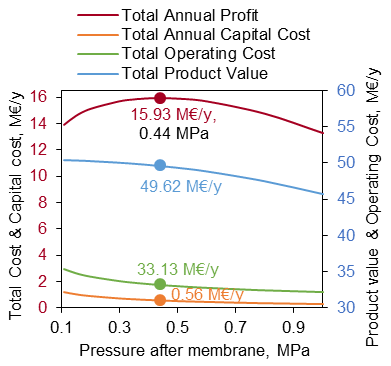 Total Annual Profit
Total Annual Capital Cost
Total Operating Cost
Total Product Value
Total Cost & Capital cost, M€/y
16
14
12
10
8
6
4
2
0
15.93 M€/y,
0.44 MPa
49.62 M€/y
33.13 M€/y
0.56 M€/y
60
55
50
45
40
35
30
Product value & Operating Cost, M€/y
0.1
0.3
0.5
0.7
0.9
Pressure after membrane, MPa